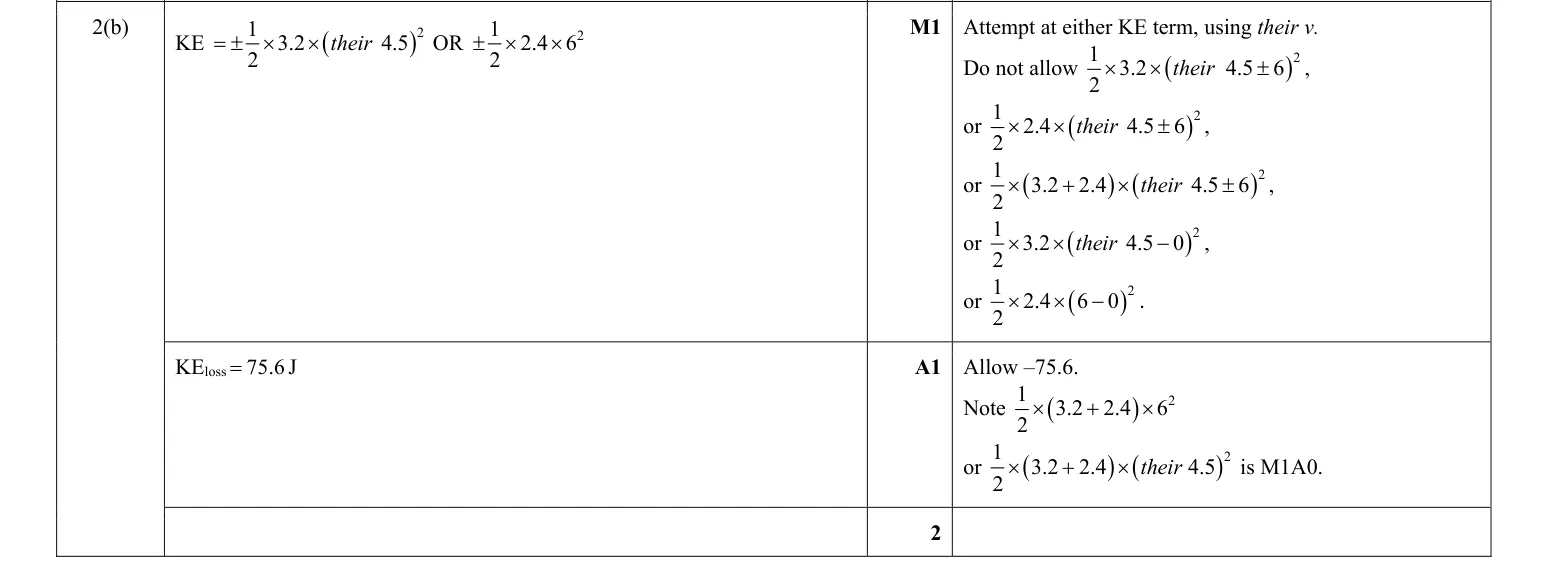 2(b)
KE = ± 1/2 × 3.2 × (their 4.5)² OR ± 1/2 × 2.4 × 6²
M1
Attempt at either KE term, using their v.
Do not allow 1/2 × 3.2 × (their 4.5 ± 6)²,
or 1/2 × 2.4 × (their 4.5 ± 6)²,
or 1/2 × (3.2 + 2.4) × (their 4.5 ± 6)²,
or 1/2 × 3.2 × (their 4.5 − 0)²,
or 1/2 × 2.4 × (6 − 0)².
KEloss = 75.6 J
A1
Allow –75.6.
Note 1/2 × (3.2 + 2.4) × 6²
or 1/2 × (3.2 + 2.4) × (their 4.5)² is M1A0.
2